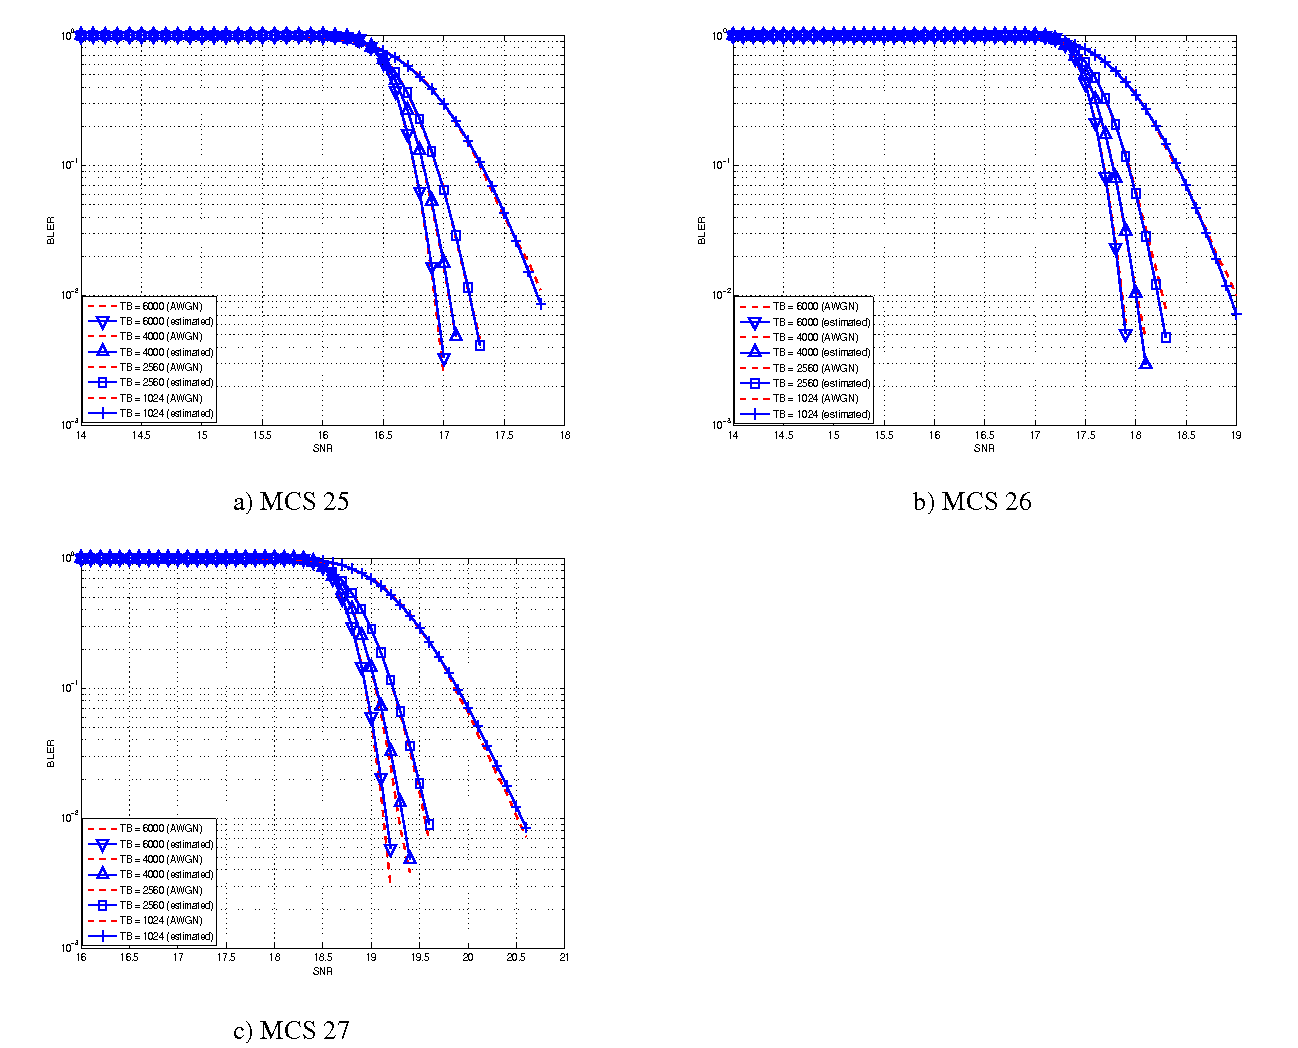 10^0
10^-1
10^-2
10^-3
BLER
14 14.5 15 15.5 16 16.5 17 17.5 18
SNR
TB = 6000 (AWGN)
TB = 6000 (estimated)
TB = 4000 (AWGN)
TB = 4000 (estimated)
TB = 2560 (AWGN)
TB = 2560 (estimated)
TB = 1024 (AWGN)
TB = 1024 (estimated)
a) MCS 25
10^0
10^-1
10^-2
10^-3
BLER
14 14.5 15 15.5 16 16.5 17 17.5 18 18.5 19
SNR
TB = 6000 (AWGN)
TB = 6000 (estimated)
TB = 4000 (AWGN)
TB = 4000 (estimated)
TB = 2560 (AWGN)
TB = 2560 (estimated)
TB = 1024 (AWGN)
TB = 1024 (estimated)
b) MCS 26
10^0
10^-1
10^-2
10^-3
BLER
16 16.5 17 17.5 18 18.5 19 19.5 20 20.5 21
SNR
TB = 6000 (AWGN)
TB = 6000 (estimated)
TB = 4000 (AWGN)
TB = 4000 (estimated)
TB = 2560 (AWGN)
TB = 2560 (estimated)
TB = 1024 (AWGN)
TB = 1024 (estimated)
c) MCS 27